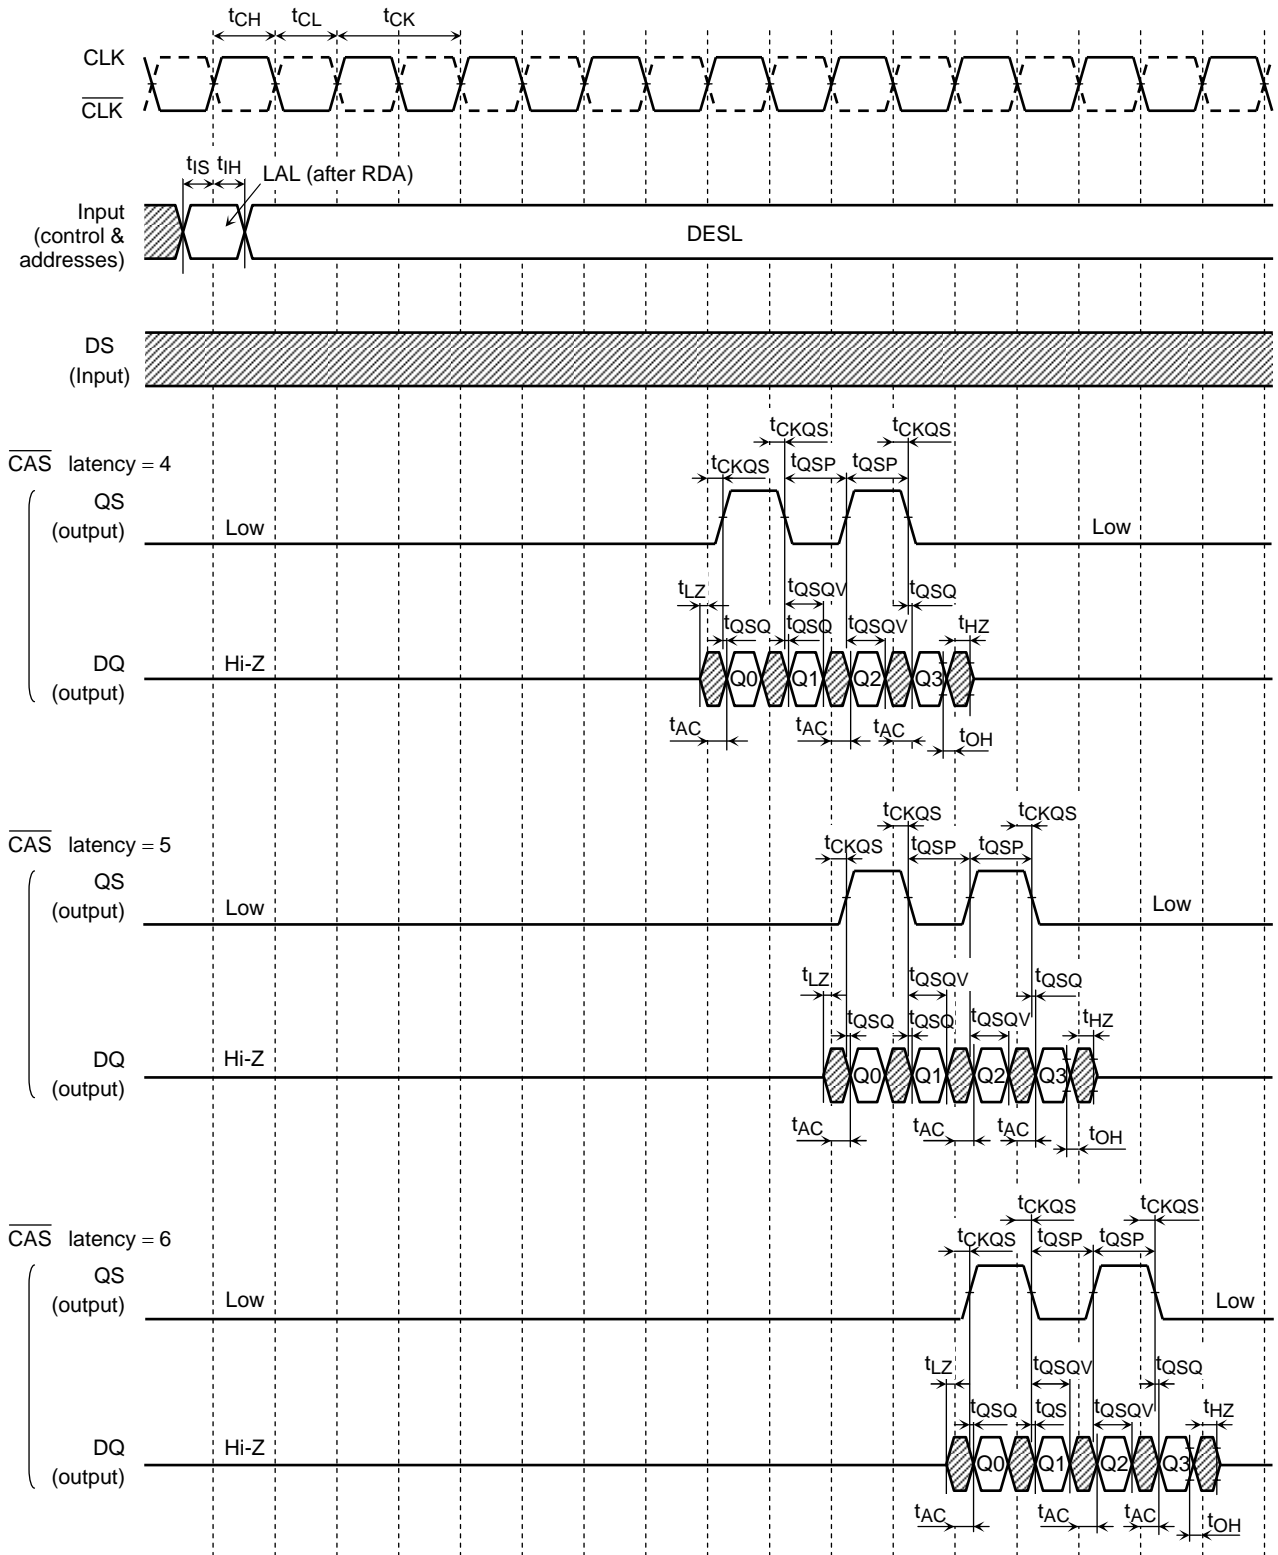 tCH tCL tCK
CLK
CLK
tIS tIH LAL (after RDA)
Input
(control &
addresses)
DESL
DS
(Input)
tCKQS tCKQS
CAS latency = 4
tCKQS tQSP tQSP
QS
(output)
Low Low
tLZ tQSQV tQSQ
tQSQ tQSQ tQSQV tHZ
DQ
(output)
Hi-Z Q0 Q1 Q2 Q3
tAC tAC tAC tOH
tCKQS tCKQS
CAS latency = 5
tCKQS tQSP tQSP
QS
(output)
Low Low
tLZ tQSQV tQSQ
tQSQ tQSQ tQSQV tHZ
DQ
(output)
Hi-Z Q0 Q1 Q2 Q3
tAC tAC tAC tOH
tCKQS tCKQS
CAS latency = 6
tCKQS tQSP tQSP
QS
(output)
Low Low
tLZ tQSQV tQSQ
tQSQ tQS tQSQV tHZ
DQ
(output)
Hi-Z Q0 Q1 Q2 Q3
tAC tAC tAC tOH